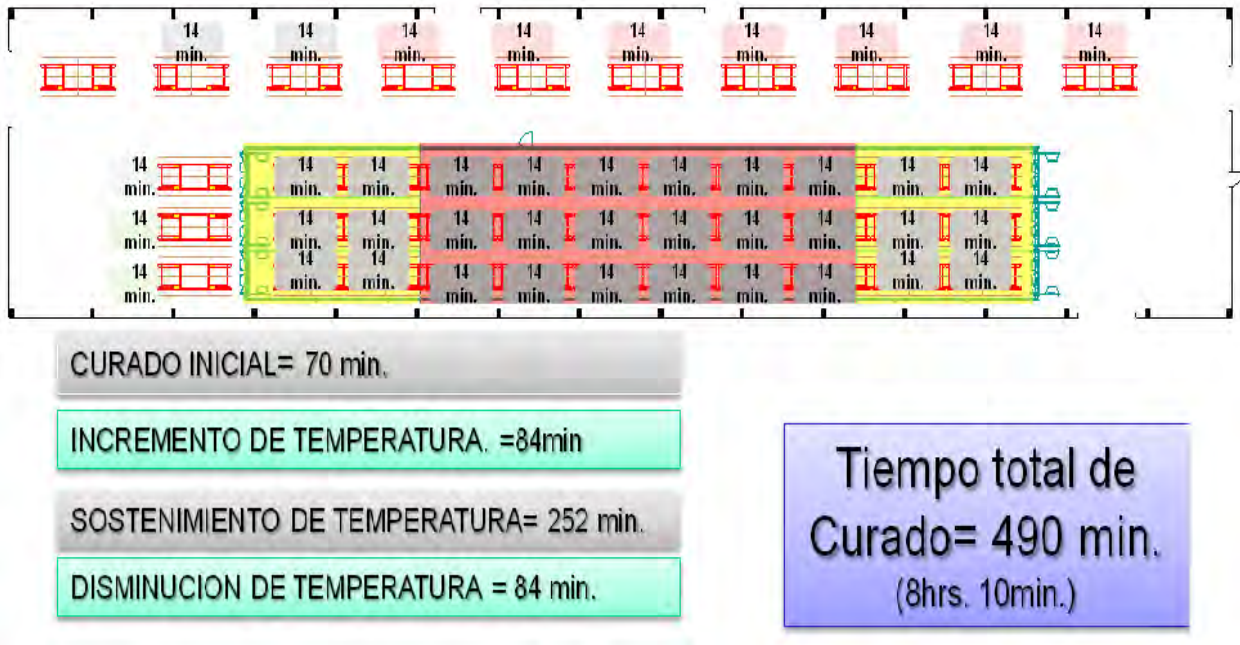 14 14 14 14 14 14 14 14 14
min. min. min. min. min. min. min. min. min.
14 14 14 14 14 14 14 14 14 14 14
min. min. min. min. min. min. min. min. min. min. min.
14 14 14 14 14 14 14 14 14 14 14
min. min. min. min. min. min. min. min. min. min. min.
14 14 14 14 14 14 14 14 14 14 14
min. min. min. min. min. min. min. min. min. min. min.
CURADO INICIAL= 70 min.
INCREMENTO DE TEMPERATURA. =84min
SOSTENIMIENTO DE TEMPERATURA= 252 min.
DISMINUCION DE TEMPERATURA = 84 min.
Tiempo total de
Curado= 490 min.
(8hrs. 10min.)